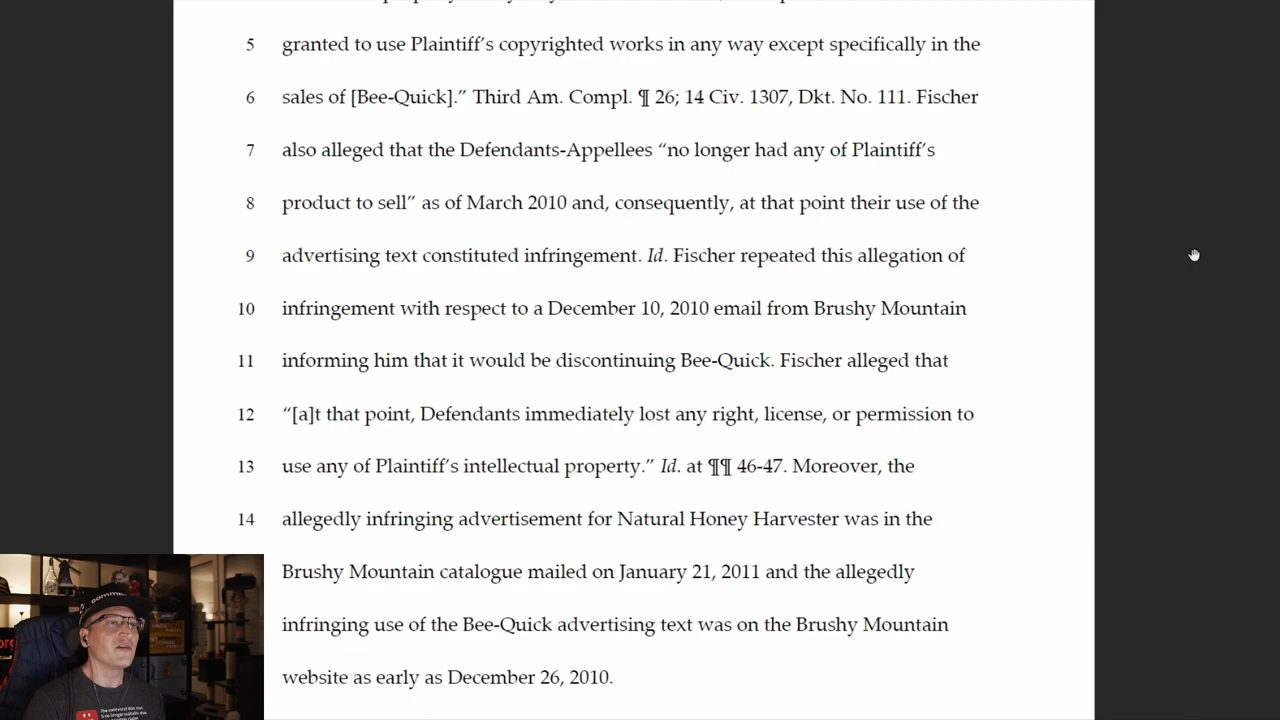 5 granted to use Plaintiff's copyrighted works in any way except specifically in the
6 sales of [Bee-Quick].” Third Am. Compl. ¶ 26; 14 Civ. 1307, Dkt. No. 111. Fischer
7 also alleged that the Defendants-Appellees “no longer had any of Plaintiff's
8 product to sell” as of March 2010 and, consequently, at that point their use of the
9 advertising text constituted infringement. Id. Fischer repeated this allegation of
10 infringement with respect to a December 10, 2010 email from Brushy Mountain
11 informing him that it would be discontinuing Bee-Quick. Fischer alleged that
12 “[a]t that point, Defendants immediately lost any right, license, or permission to
13 use any of Plaintiff's intellectual property.” Id. at ¶¶ 46-47. Moreover, the
14 allegedly infringing advertisement for Natural Honey Harvester was in the
Brushy Mountain catalogue mailed on January 21, 2011 and the allegedly
infringing use of the Bee-Quick advertising text was on the Brushy Mountain
website as early as December 26, 2010.